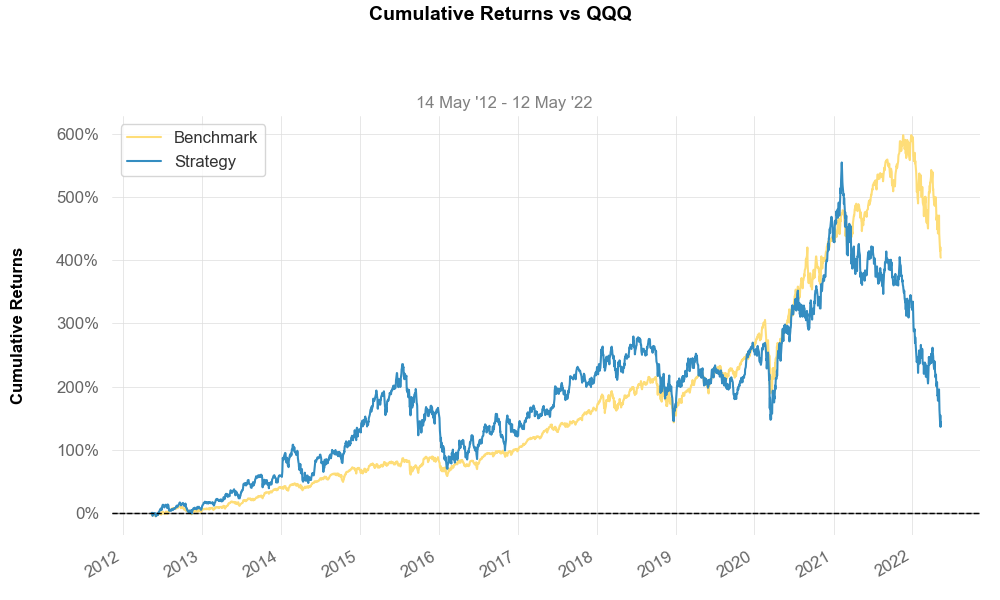 Cumulative Returns vs QQQ
14 May '12 - 12 May '22
Benchmark
Strategy
Cumulative Returns
600%
500%
400%
300%
200%
100%
0%
2012 2013 2014 2015 2016 2017 2018 2019 2020 2021 2022